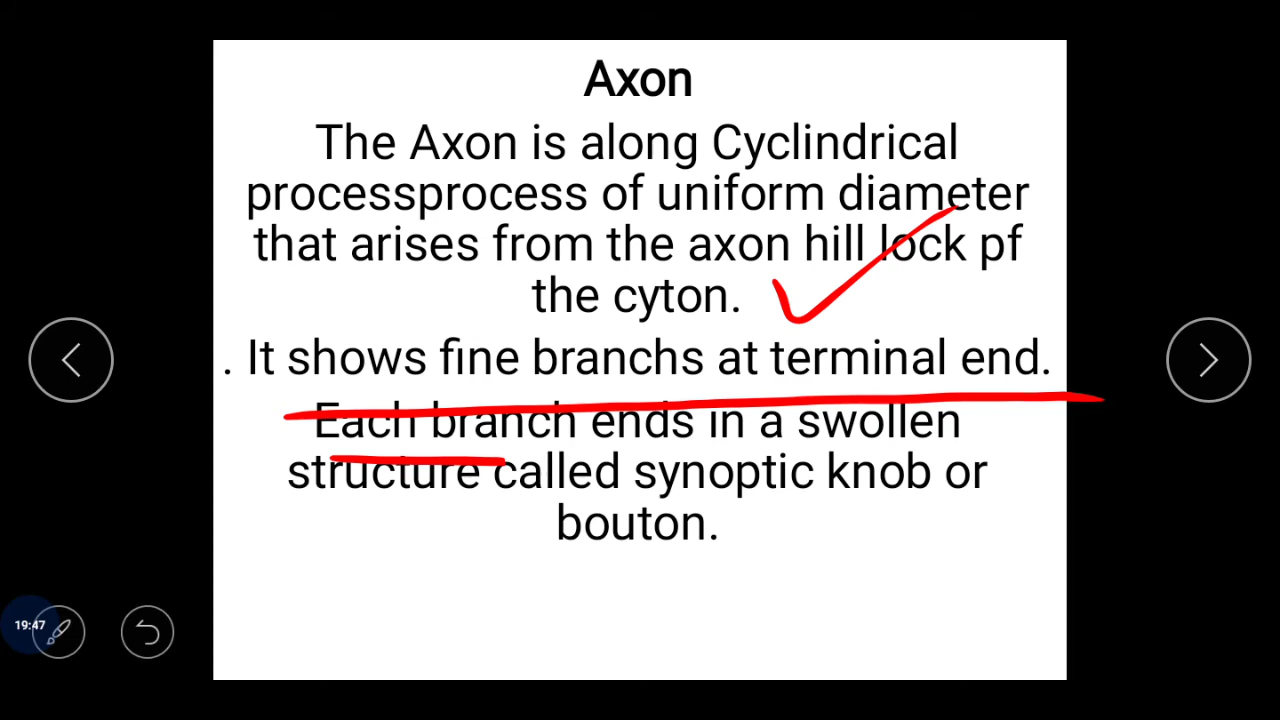 Axon
The Axon is along Cyclindrical
processprocess of uniform diameter
that arises from the axon hill lock pf
the cyton.
. It shows fine branchs at terminal end.
Each branch ends in a swollen
structure called synoptic knob or
bouton.
19:47